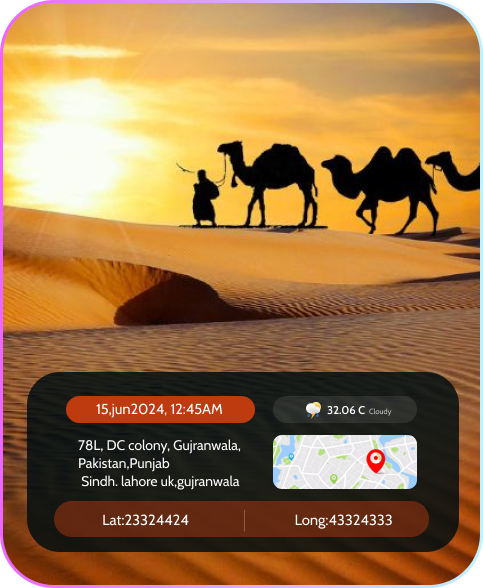 15,jun2024, 12:45AM
32.06 C Cloudy
78L, DC colony, Gujranwala,
Pakistan,Punjab
Sindh. lahore uk,gujranwala
Lat:23324424
Long:43324333